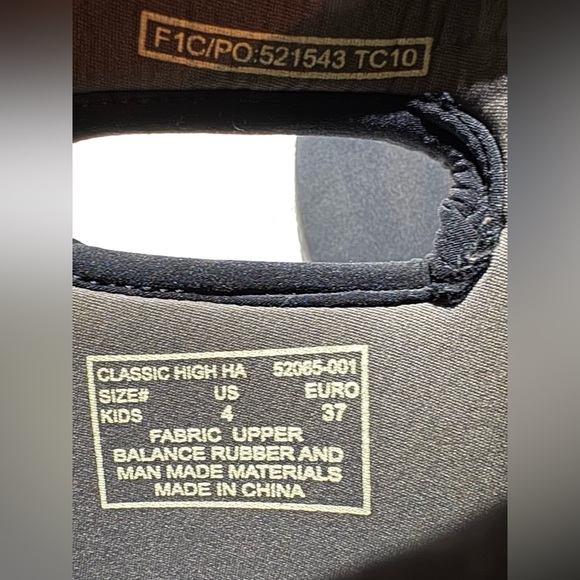 F1C/PO:521543 TC10
CLASSIC HIGH HA 52065-001
SIZE# US EURO
KIDS 4 37
FABRIC UPPER
BALANCE RUBBER AND
MAN MADE MATERIALS
MADE IN CHINA